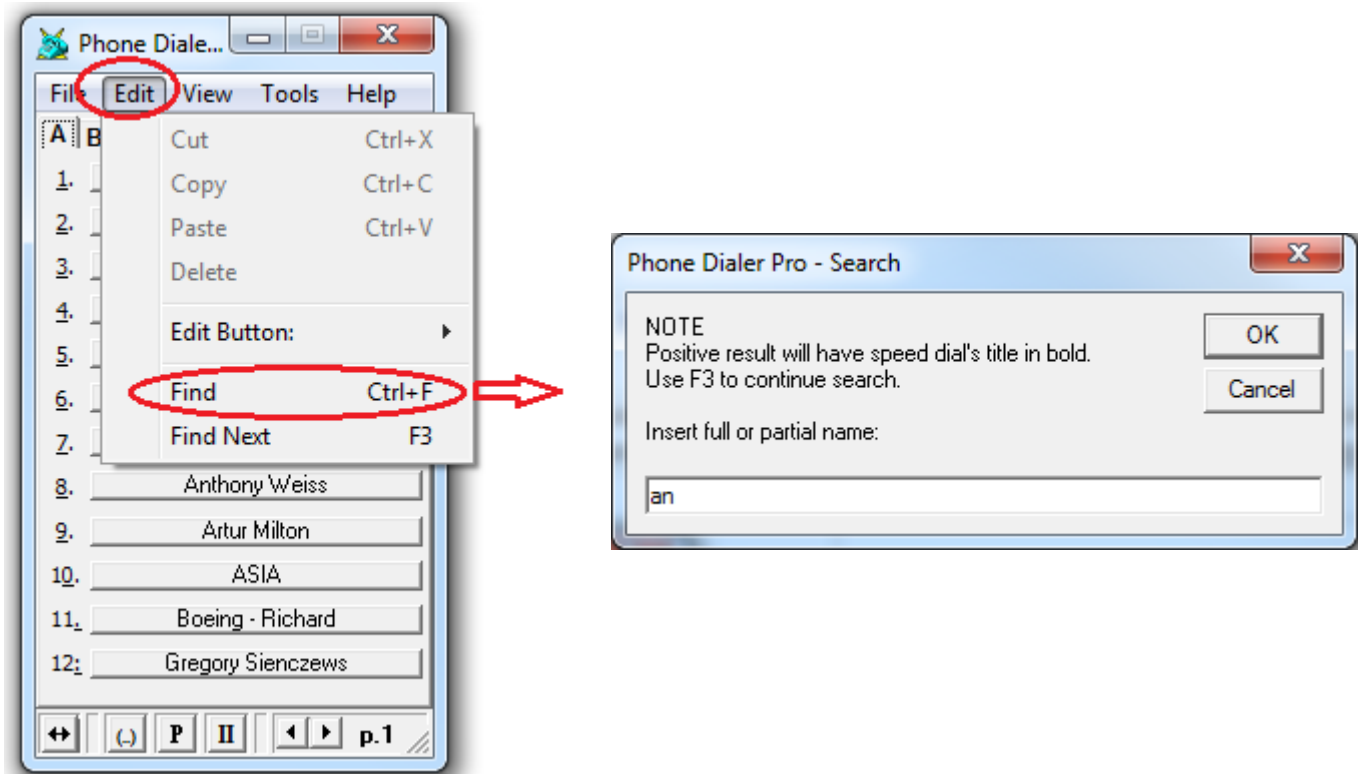 Phone Diale...
File Edit View Tools Help
A B
Cut Ctrl+X
Copy Ctrl+C
Paste Ctrl+V
Delete
Edit Button:
Find Ctrl+F
Find Next F3
1.
2.
3.
4.
5.
6.
7.
8. Anthony Weiss
9. Artur Milton
10. ASIA
11. Boeing - Richard
12: Gregory Sienczews
(..) P II p.1
Phone Dialer Pro - Search
NOTE
Positive result will have speed dial's title in bold.
Use F3 to continue search.
Insert full or partial name:
OK
Cancel
an